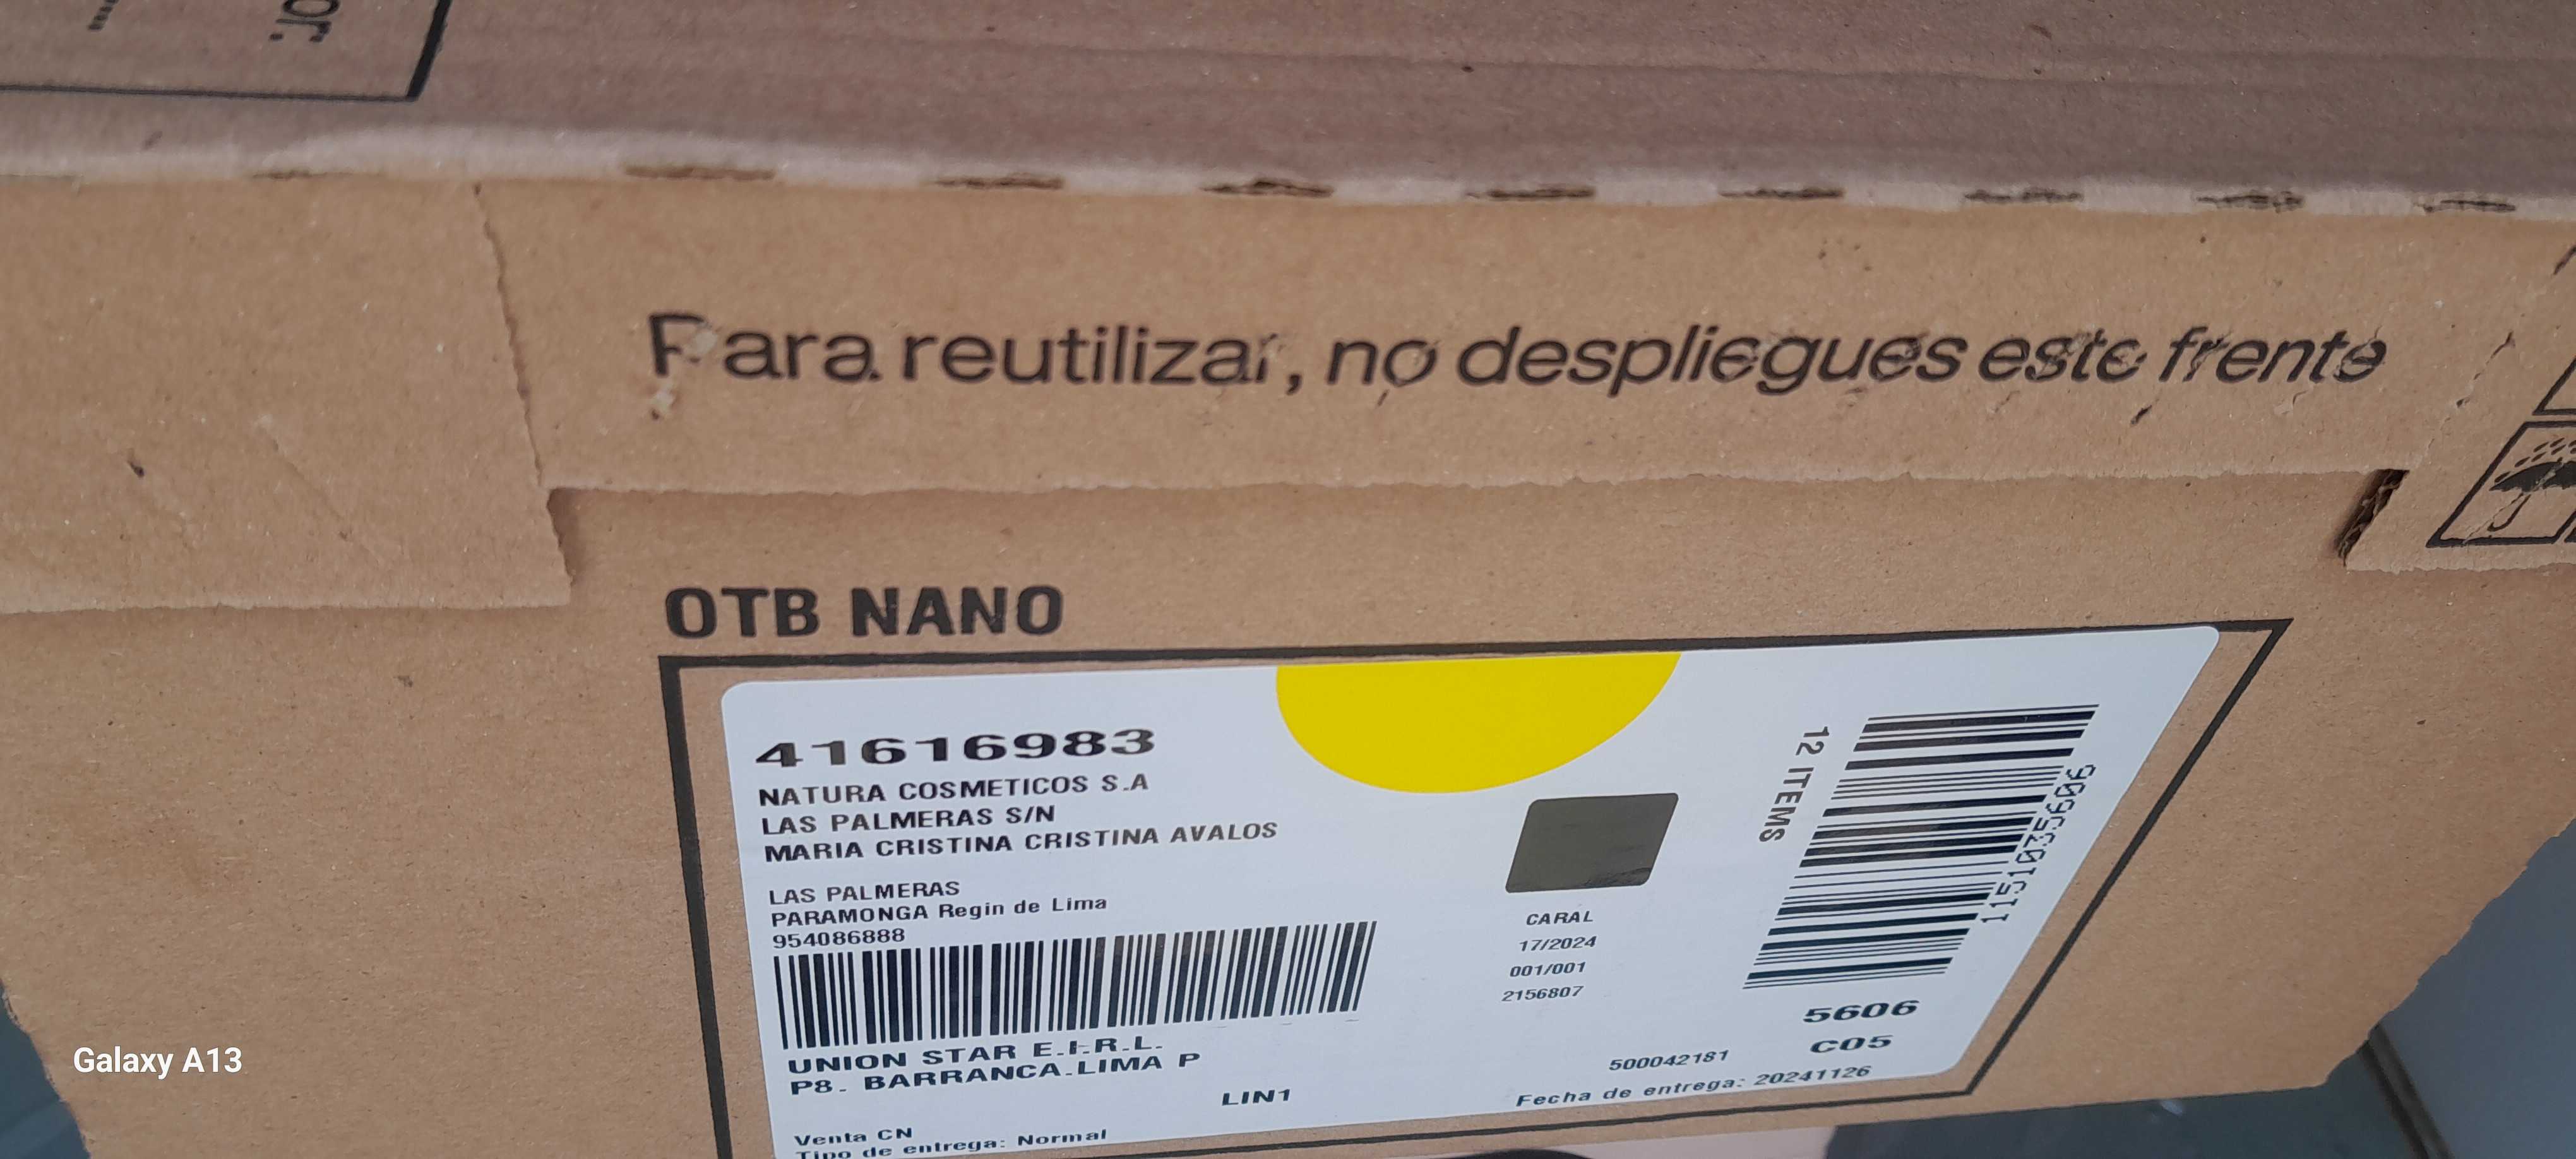 or:
Para reutilizar, no despliegues este frente
OTB NANO
41616983
NATURA COSMETICOS S.A
LAS PALMERAS S/N
MARIA CRISTINA CRISTINA AVALOS
LAS PALMERAS
PARAMONGA Regin de Lima
954086888
UNION STAR E.I.R.L.
P8. BARRANCA.LIMA P
LIN1
Venta CN
Tipo de entrega: Normal
CARAL
17/2024
001/001
2156807
12 ITEMS
1151035606
5606
C05
500042181
Fecha de entrega: 20241126
Galaxy A13